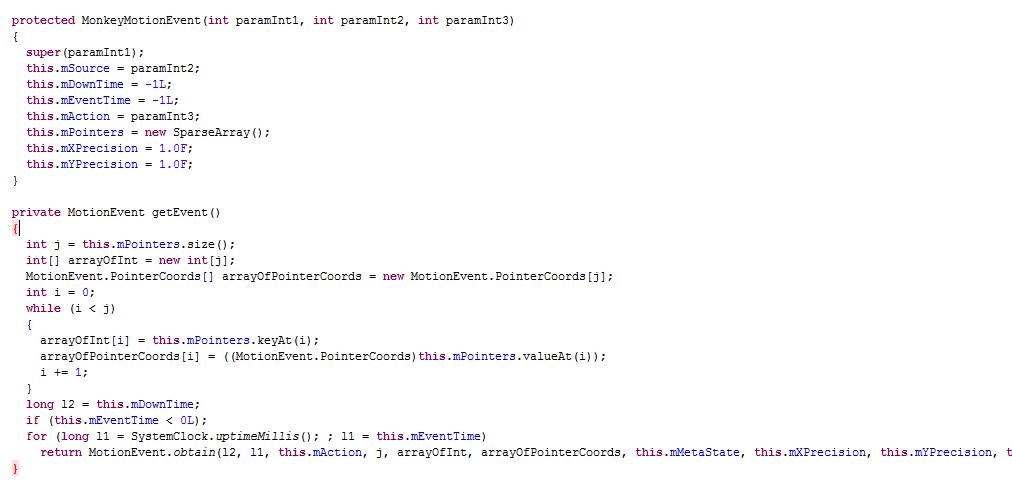 protected MonkeyMotionEvent(int paramInt1, int paramInt2, int paramInt3)
{
super(paramInt1);
this.mSource = paramInt2;
this.mDownTime = -1L;
this.mEventTime = -1L;
this.mAction = paramInt3;
this.mPointers = new SparseArray();
this.mXPrecision = 1.0F;
this.mYPrecision = 1.0F;
}
private MotionEvent getEvent()
{
int j = this.mPointers.size();
int[] arrayOfInt = new int[j];
MotionEvent.PointerCoords[] arrayOfPointerCoords = new MotionEvent.PointerCoords[j];
int i = 0;
while (i < j)
{
arrayOfInt[i] = this.mPointers.keyAt(i);
arrayOfPointerCoords[i] = ((MotionEvent.PointerCoords)this.mPointers.valueAt(i));
i += 1;
}
long l2 = this.mDownTime;
if (this.mEventTime < 0L);
for (long l1 = SystemClock.uptimeMillis(); ; l1 = this.mEventTime)
return MotionEvent.obtain(l2, l1, this.mAction, j, arrayOfInt, arrayOfPointerCoords, this.mMetaState, this.mXPrecision, this.mYPrecision, t
}